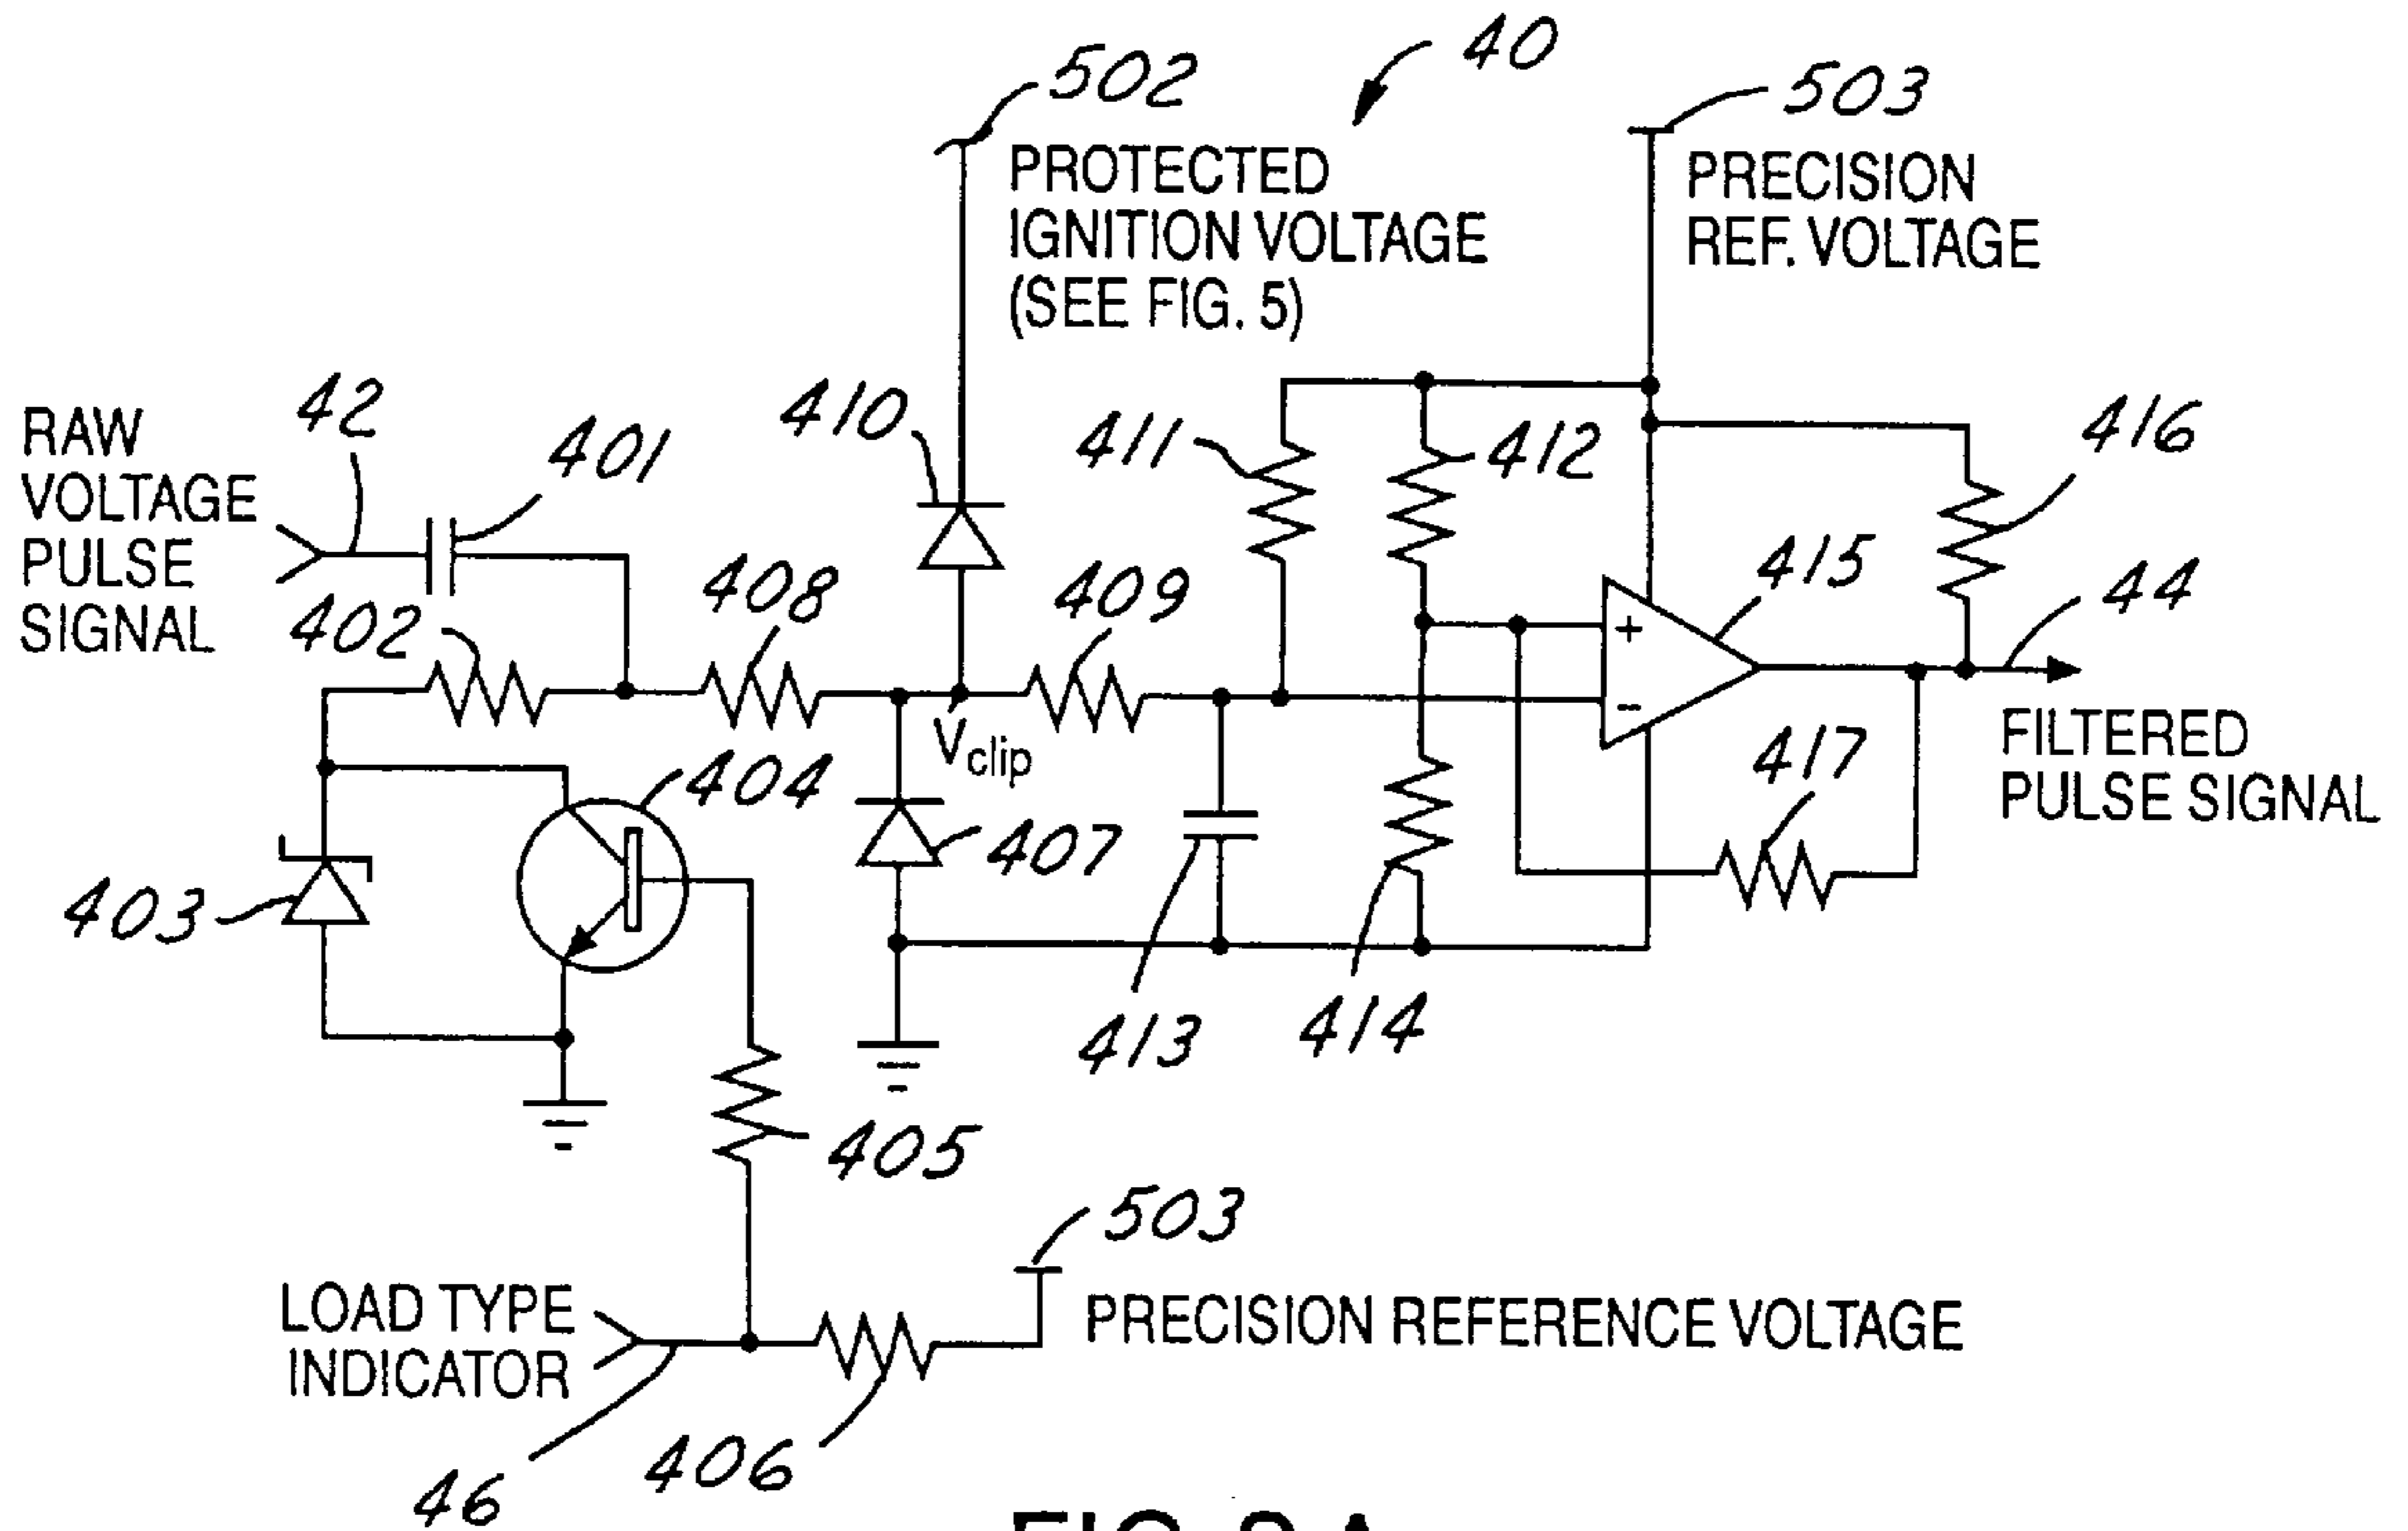 40
502
503
PROTECTED
IGNITION VOLTAGE
(SEE FIG. 5)
PRECISION
REF. VOLTAGE
RAW
VOLTAGE
PULSE
SIGNAL
42
401
410
411
412
416
402
408
409
415
44
+
-
Vclip
FILTERED
PULSE SIGNAL
404
407
417
403
413
414
405
503
LOAD TYPE
INDICATOR
PRECISION REFERENCE VOLTAGE
46
406